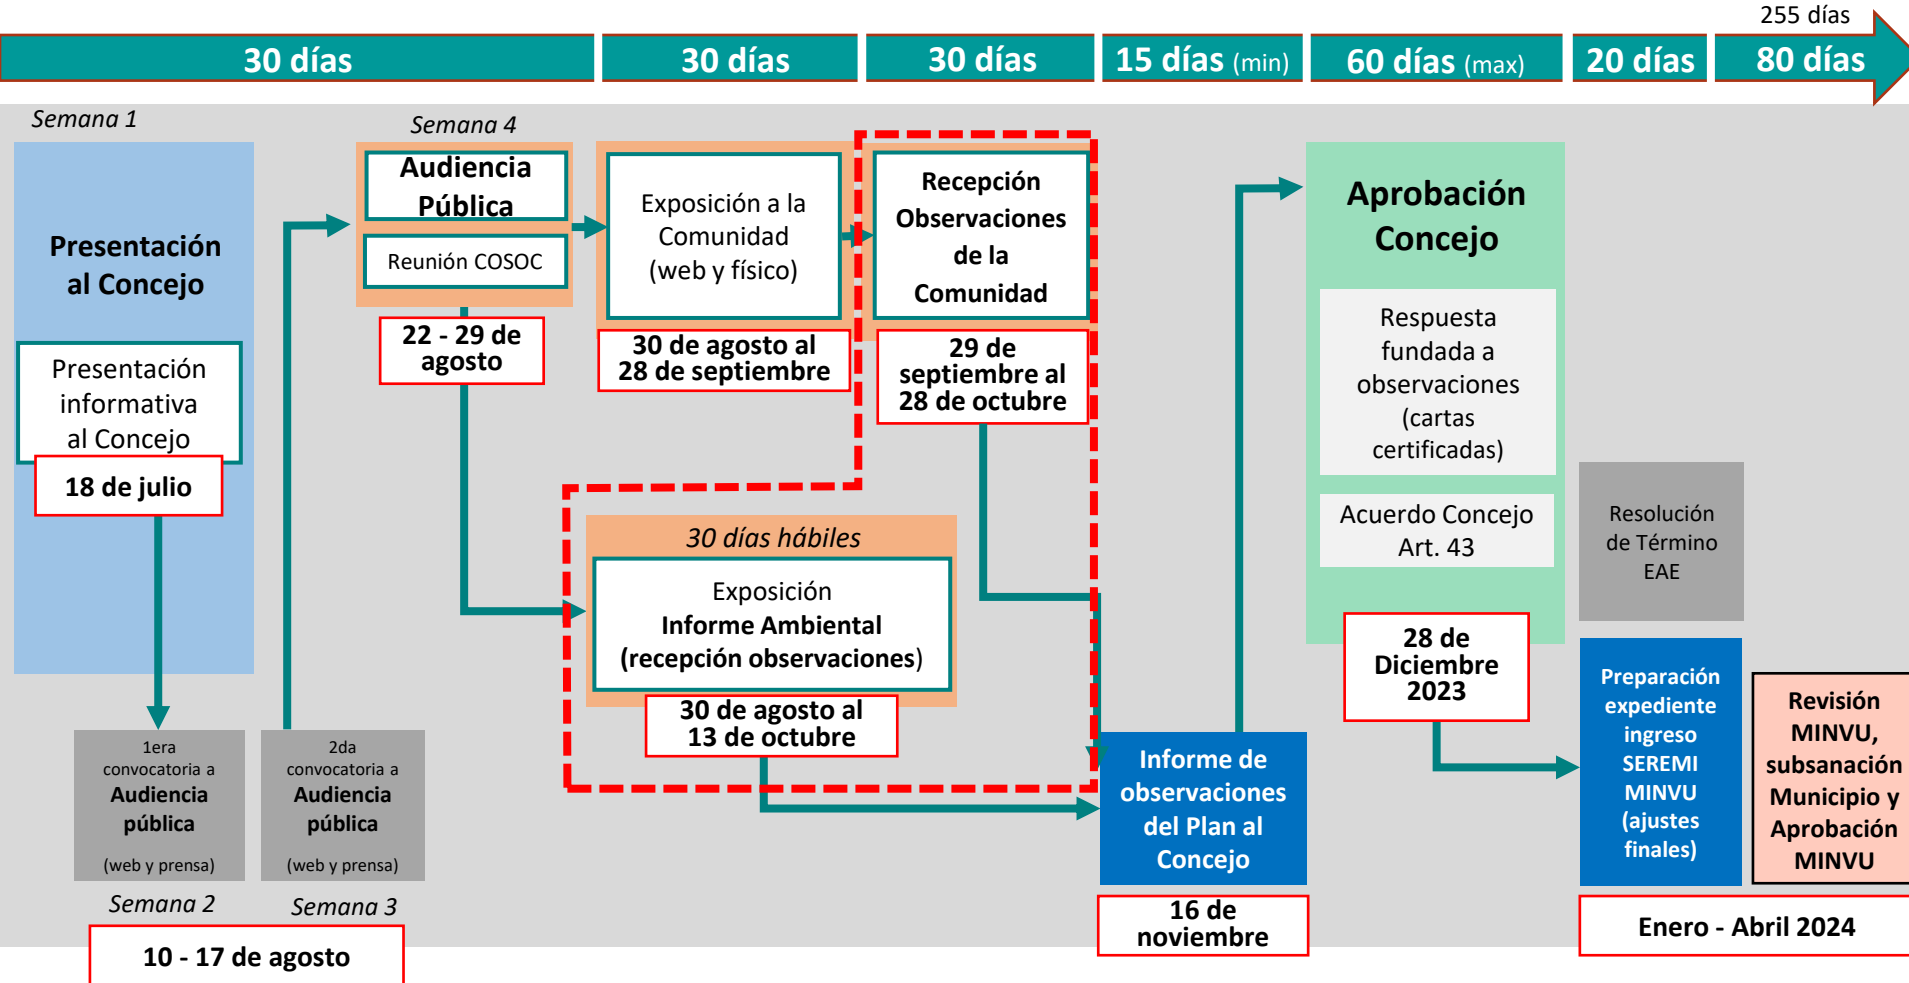 255 días
30 días
30 días
30 días
15 días (min)
60 días (max)
20 días
80 días
Semana 1
Presentación
al Concejo
Presentación
informativa
al Concejo
18 de julio
1era
convocatoria a
Audiencia
pública
(web y prensa)
Semana 2
2da
convocatoria a
Audiencia
pública
(web y prensa)
Semana 3
10 - 17 de agosto
Semana 4
Audiencia
Pública
Reunión COSOC
22 - 29 de
agosto
Exposición a la
Comunidad
(web y físico)
30 de agosto al
28 de septiembre
Recepción
Observaciones
de la
Comunidad
29 de
septiembre al
28 de octubre
30 días hábiles
Exposición
Informe Ambiental
(recepción observaciones)
30 de agosto al
13 de octubre
Informe de
observaciones
del Plan al
Concejo
16 de
noviembre
Aprobación
Concejo
Respuesta
fundada a
observaciones
(cartas
certificadas)
Acuerdo Concejo
Art. 43
28 de
Diciembre
2023
Resolución
de Término
EAE
Preparación
expediente
ingreso
SEREMI
MINVU
(ajustes
finales)
Revisión
MINVU,
subsanación
Municipio y
Aprobación
MINVU
Enero - Abril 2024